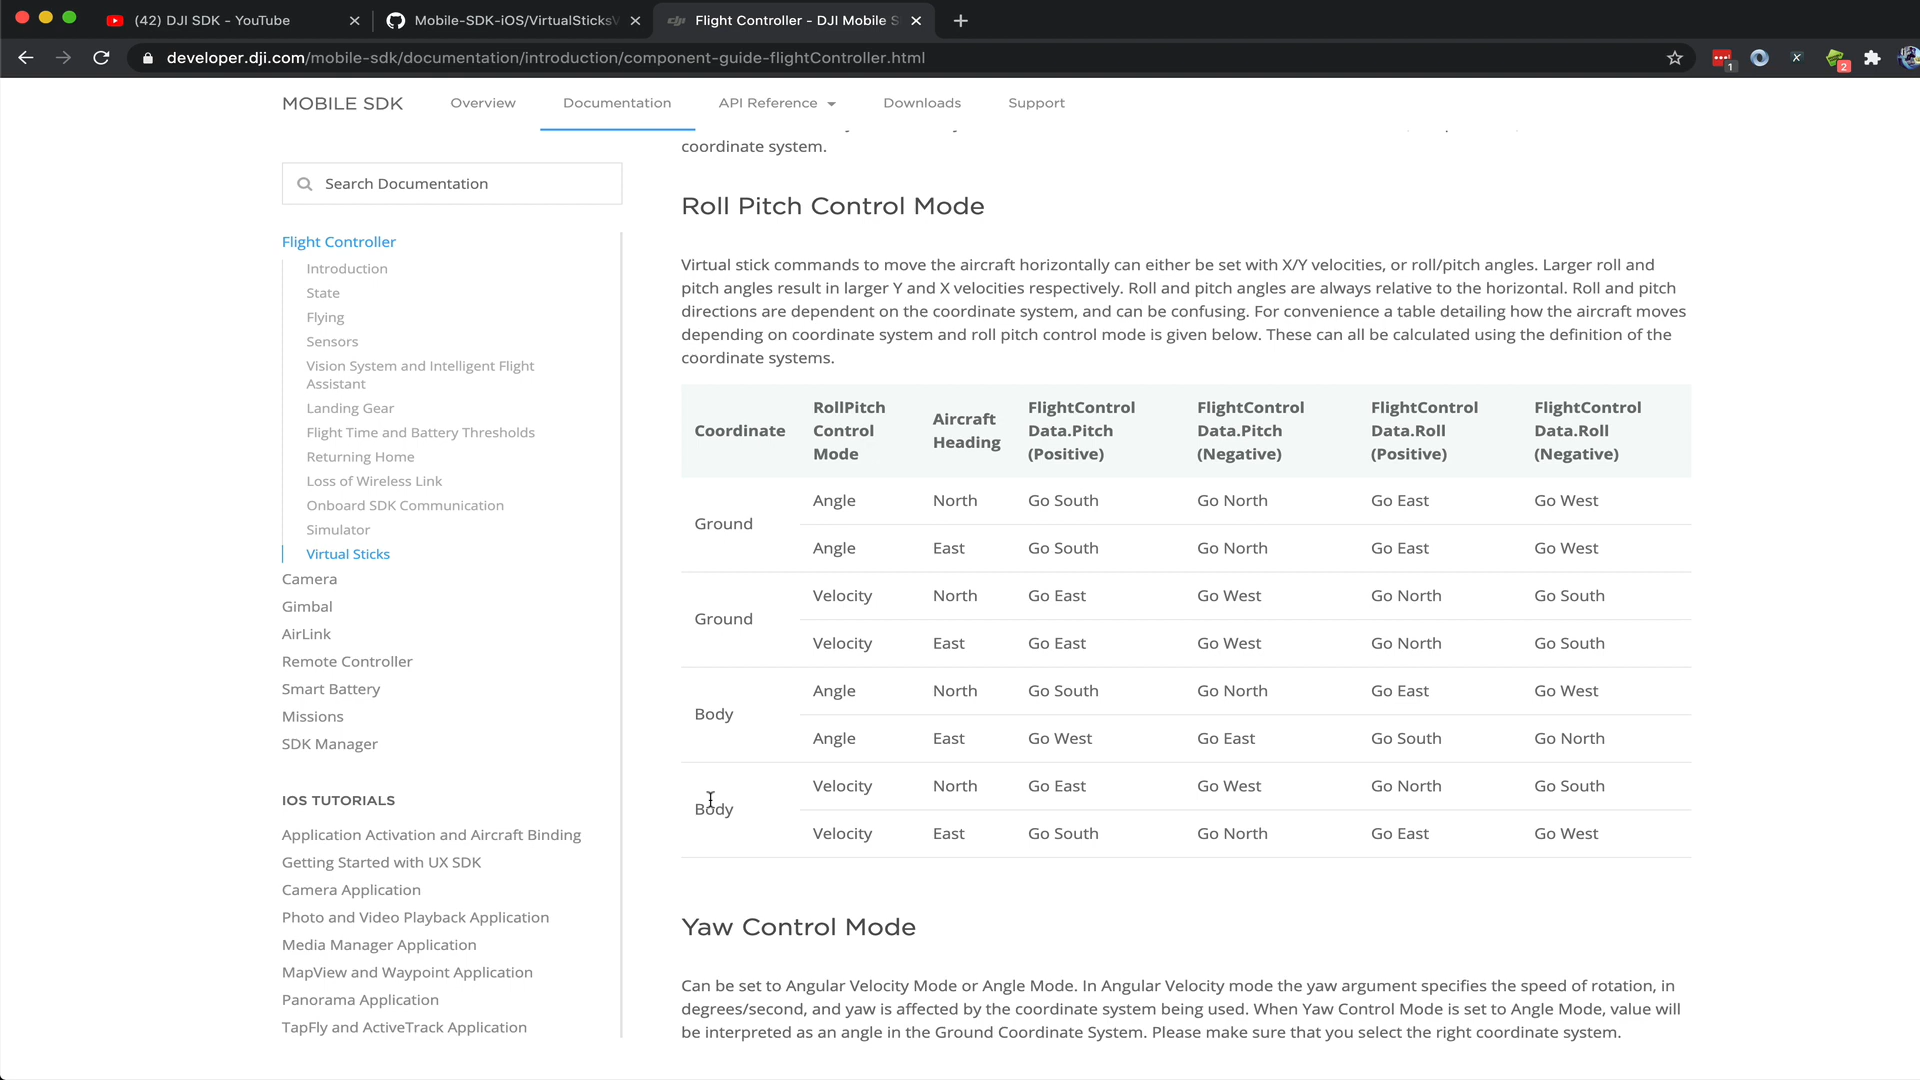 (42) DJI SDK - YouTube
Mobile-SDK-iOS/VirtualSticksV
Flight Controller - DJI Mobile S
developer.dji.com/mobile-sdk/documentation/introduction/component-guide-flightController.html
1
2
MOBILE SDK
Overview
Documentation
API Reference
Downloads
Support
Search Documentation
Flight Controller
Introduction
State
Flying
Sensors
Vision System and Intelligent Flight
Assistant
Landing Gear
Flight Time and Battery Thresholds
Returning Home
Loss of Wireless Link
Onboard SDK Communication
Simulator
Virtual Sticks
Camera
Gimbal
AirLink
Remote Controller
Smart Battery
Missions
SDK Manager
IOS TUTORIALS
Application Activation and Aircraft Binding
Getting Started with UX SDK
Camera Application
Photo and Video Playback Application
Media Manager Application
MapView and Waypoint Application
Panorama Application
TapFly and ActiveTrack Application
coordinate system.
Roll Pitch Control Mode
Virtual stick commands to move the aircraft horizontally can either be set with X/Y velocities, or roll/pitch angles. Larger roll and
pitch angles result in larger Y and X velocities respectively. Roll and pitch angles are always relative to the horizontal. Roll and pitch
directions are dependent on the coordinate system, and can be confusing. For convenience a table detailing how the aircraft moves
depending on coordinate system and roll pitch control mode is given below. These can all be calculated using the definition of the
coordinate systems.
Coordinate RollPitch Control Mode Aircraft Heading FlightControl Data.Pitch (Positive) FlightControl Data.Pitch (Negative) FlightControl Data.Roll (Positive) FlightControl Data.Roll (Negative)
Ground Angle North Go South Go North Go East Go West
Angle East Go South Go North Go East Go West
Ground Velocity North Go East Go West Go North Go South
Velocity East Go East Go West Go North Go South
Body Angle North Go South Go North Go East Go West
Angle East Go West Go East Go South Go North
Body Velocity North Go East Go West Go North Go South
Velocity East Go South Go North Go East Go West
Yaw Control Mode
Can be set to Angular Velocity Mode or Angle Mode. In Angular Velocity mode the yaw argument specifies the speed of rotation, in
degrees/second, and yaw is affected by the coordinate system being used. When Yaw Control Mode is set to Angle Mode, value will
be interpreted as an angle in the Ground Coordinate System. Please make sure that you select the right coordinate system.